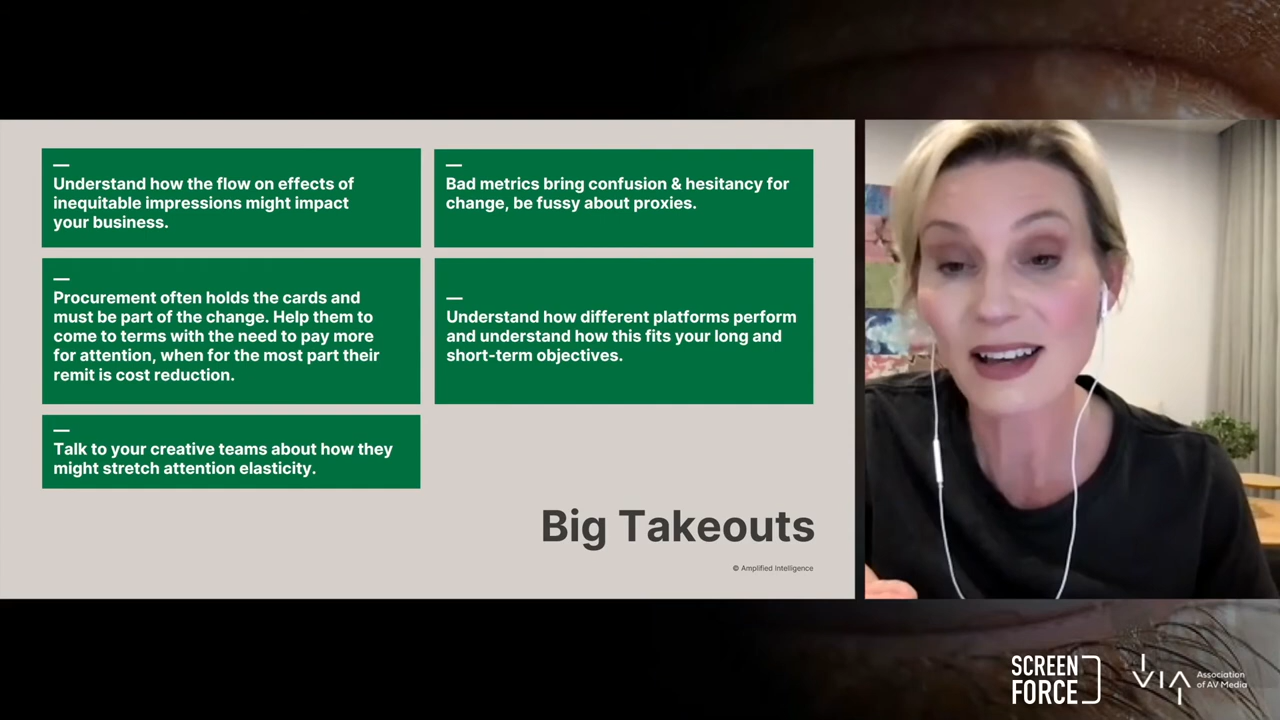 Understand how the flow on effects of
inequitable impressions might impact
your business.
Bad metrics bring confusion & hesitancy for
change, be fussy about proxies.
Procurement often holds the cards and
must be part of the change. Help them to
come to terms with the need to pay more
for attention, when for the most part their
remit is cost reduction.
Understand how different platforms perform
and understand how this fits your long and
short-term objectives.
Talk to your creative teams about how they
might stretch attention elasticity.
Big Takeouts
© Amplified Intelligence
SCREEN
FORCE
VIA
Association
of AV Media